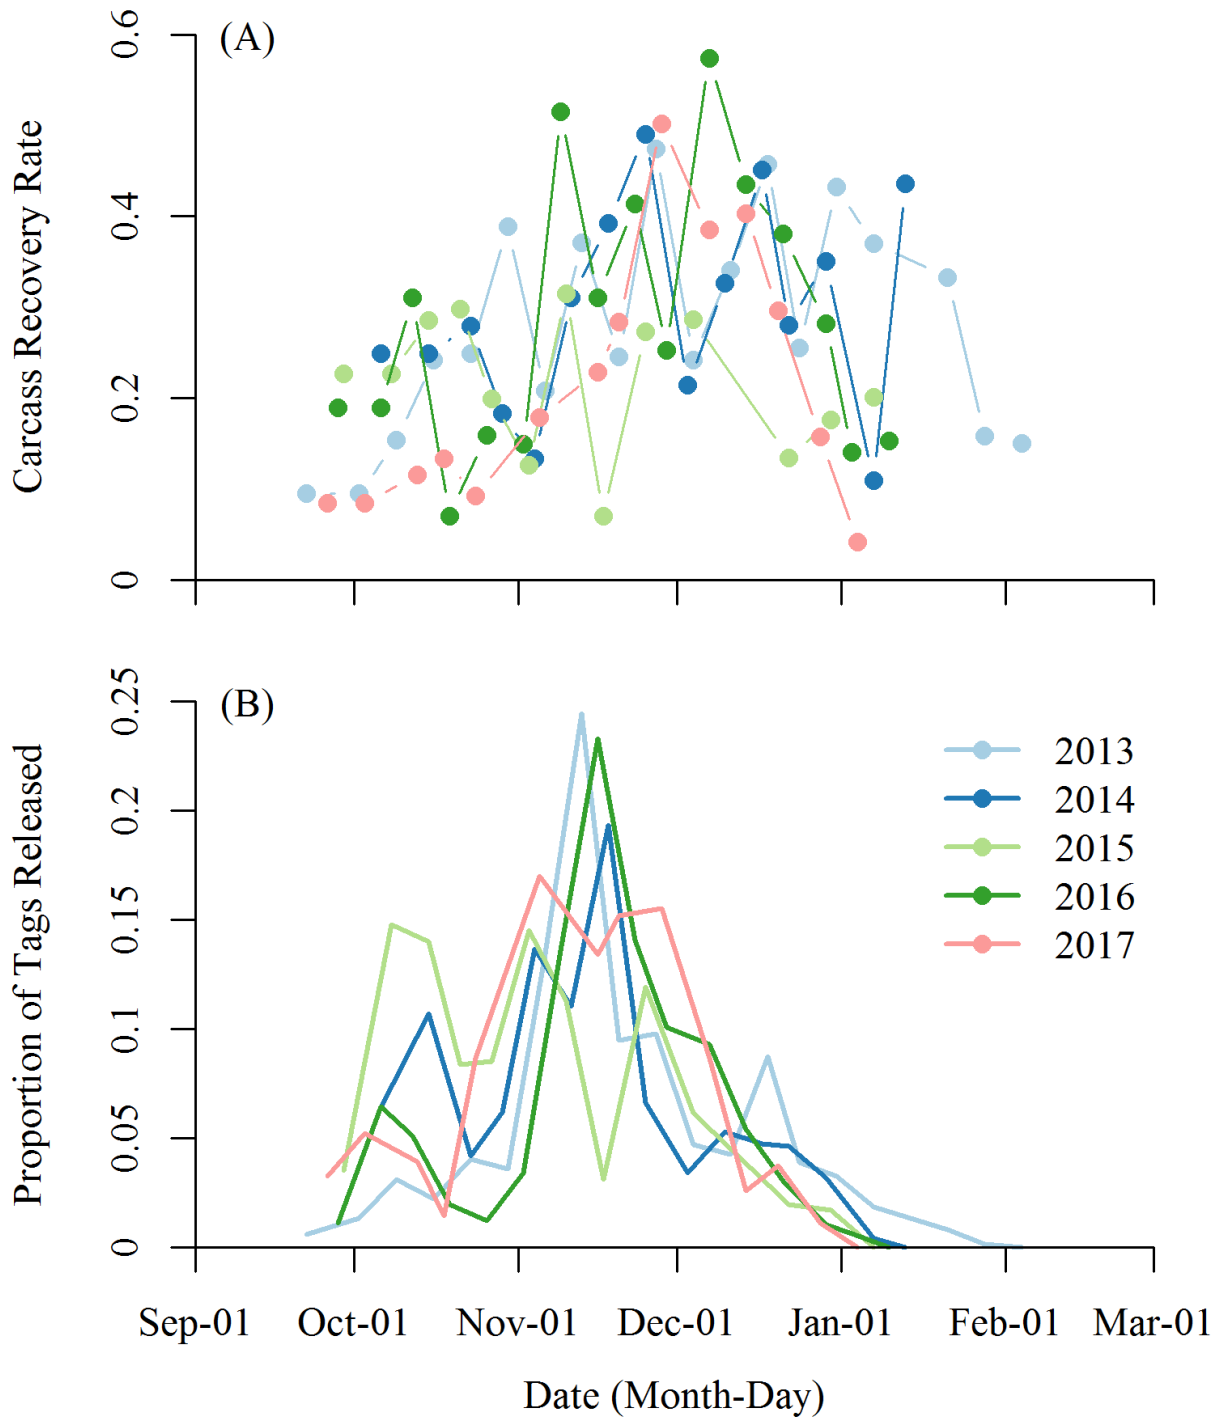 (A)
Carcass Recovery Rate
0.6
0.4
0.2
0
(B)
Proportion of Tags Released
0.25
0.2
0.15
0.1
0.05
0
2013
2014
2015
2016
2017
Sep-01 Oct-01 Nov-01 Dec-01 Jan-01 Feb-01 Mar-01
Date (Month-Day)